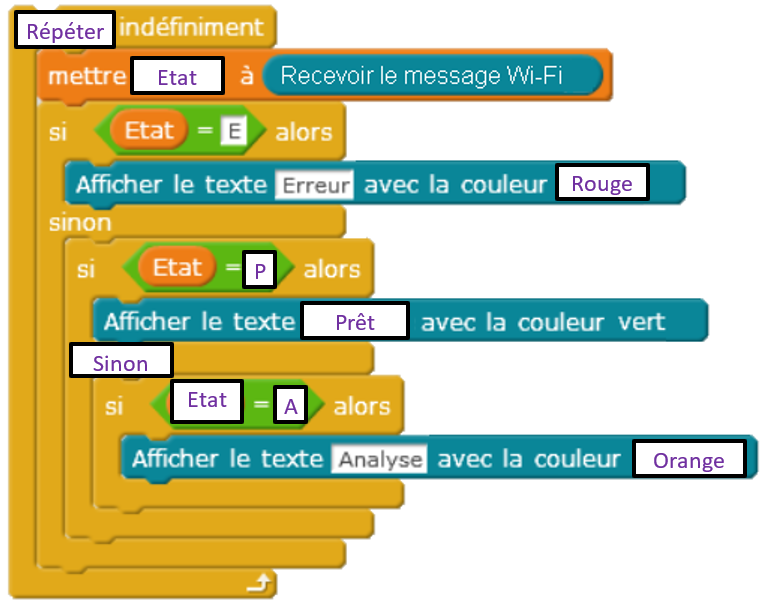 Répéter indéfiniment
mettre Etat à Recevoir le message Wi-Fi
si Etat = E alors
Afficher le texte Erreur avec la couleur Rouge
sinon
si Etat = P alors
Afficher le texte Prêt avec la couleur vert
Sinon
si Etat = A alors
Afficher le texte Analyse avec la couleur Orange